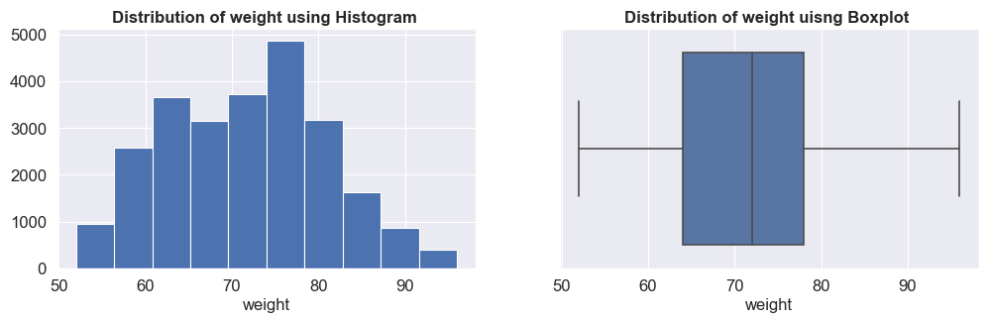 Distribution of weight using Histogram
5000
4000
3000
2000
1000
0
50 60 70 80 90
weight
Distribution of weight uisng Boxplot
50 60 70 80 90
weight